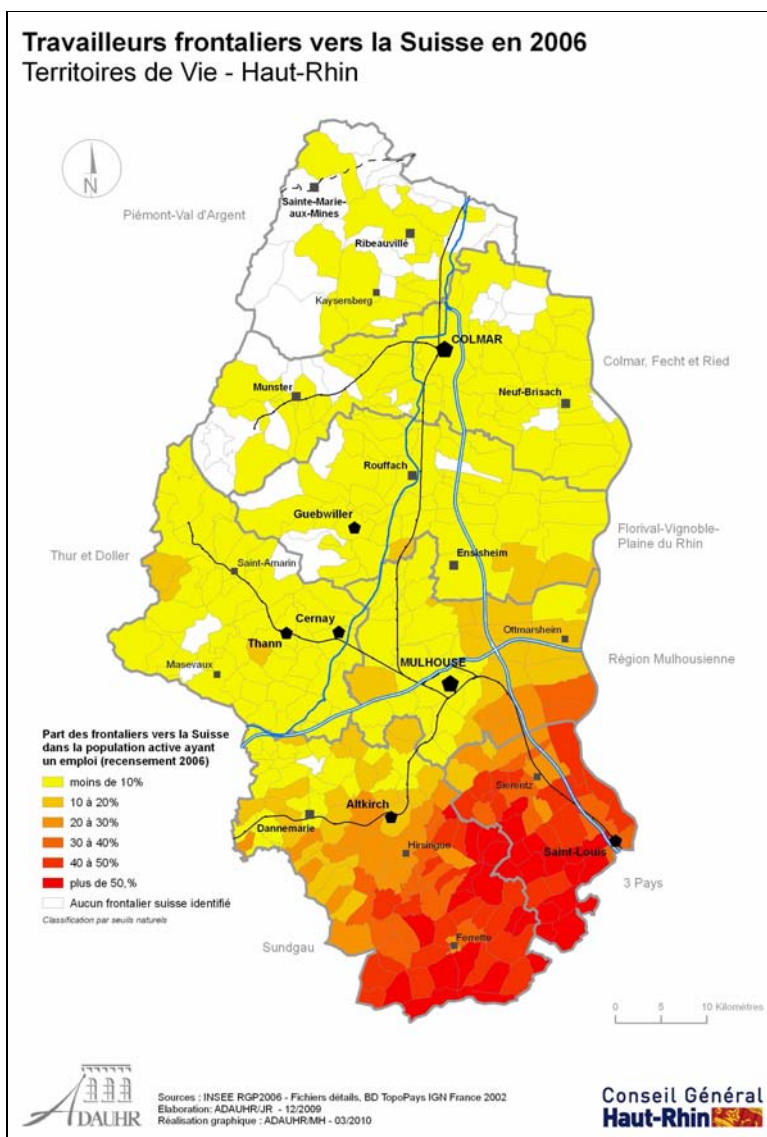 Travailleurs frontaliers vers la Suisse en 2006
Territoires de Vie - Haut-Rhin
N
Piémont-Val d'Argent
Sainte-Marie-
aux-Mines
Ribeauvillé
Kaysersberg
COLMAR
Colmar, Fecht et Ried
Munster
Neuf-Brisach
Rouffach
Guebwiller
Florival-Vignoble-
Plaine du Rhin
Thur et Doller
Saint-Amarin
Ensisheim
Cernay
Thann
Ottmarsheim
Région Mulhousienne
Masevaux
MULHOUSE
Part des frontaliers vers la Suisse
dans la population active ayant
un emploi (recensement 2006)
moins de 10%
10 à 20%
20 à 30%
30 à 40%
40 à 50%
plus de 50,%
Aucun frontalier suisse identifié
Classification par seuils naturels
Sierentz
Altkirch
Dannemarie
Hirsingue
Saint-Louis
3 Pays
Sundgau
Ferrette
0 5 10 Kilomètres
ADAUHR
Sources : INSEE RGP2006 - Fichiers détails, BD TopoPays IGN France 2002
Elaboration: ADAUHR/JR - 12/2009
Réalisation graphique : ADAUHR/MH - 03/2010
Conseil Général
Haut-Rhin